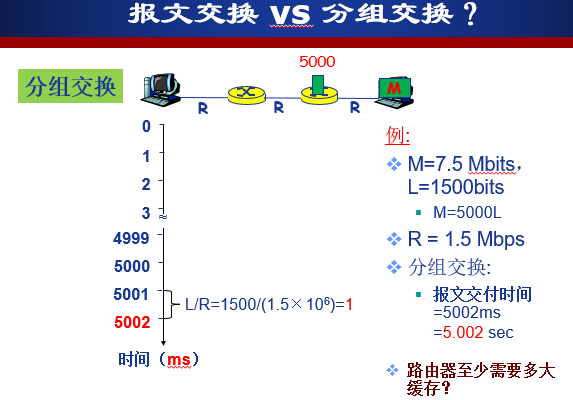 报文交换 vs 分组交换？
5000
分组交换
M
R
R
R
0
1
2
3
4999
5000
5001
5002
L/R=1500/(1.5×10⁶)=1
时间（ms）
例:
M=7.5 Mbits，
L=1500bits
M=5000L
R = 1.5 Mbps
分组交换:
报文交付时间
=5002ms
=5.002 sec
路由器至少需要多大
缓存？